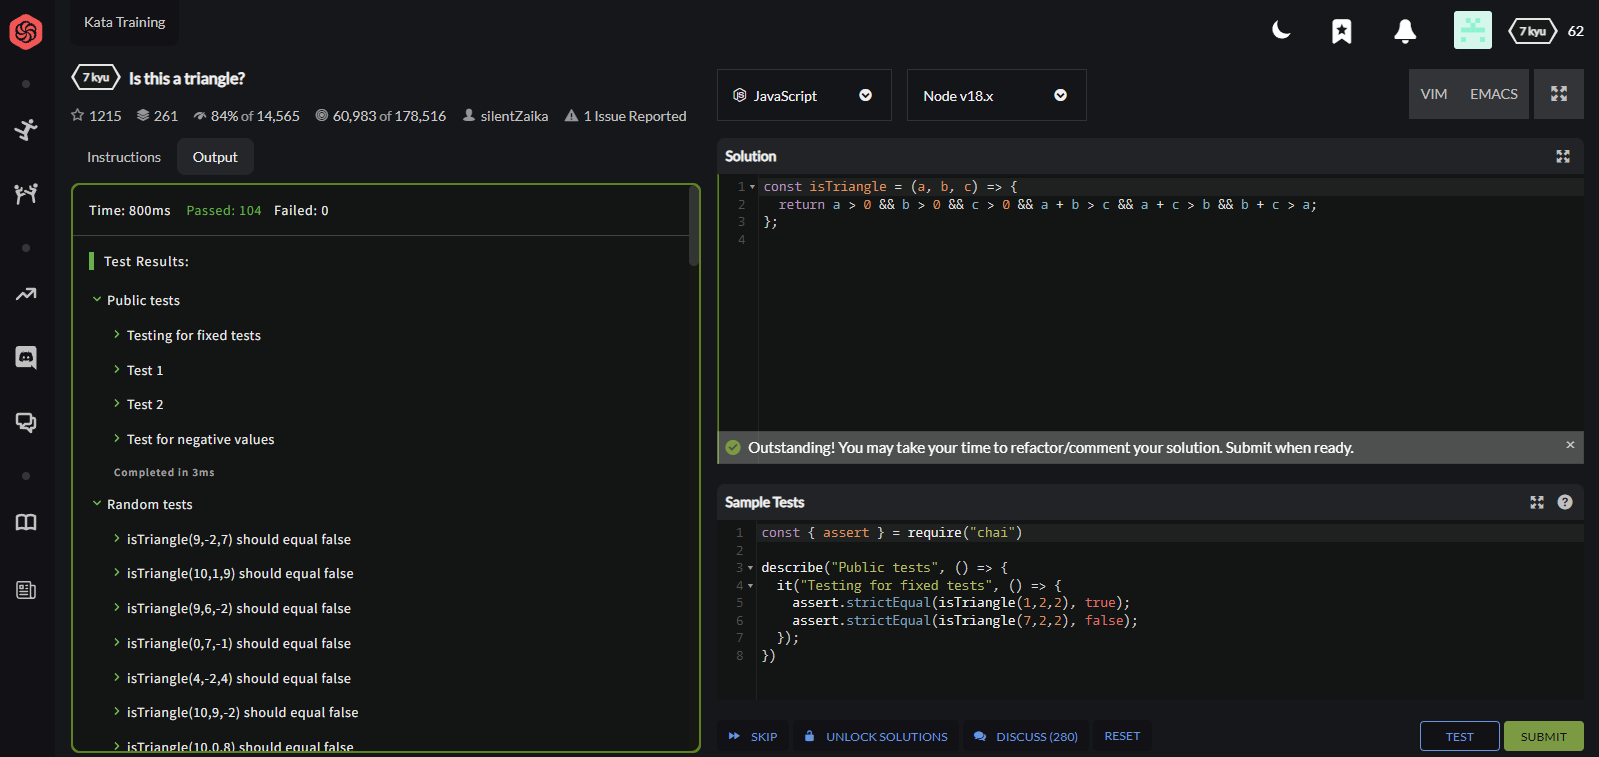 Kata Training
7 kyu 62
7 kyu Is this a triangle?
1215 261 84% of 14,565 60,983 of 178,516 silentZaika 1 Issue Reported
Instructions Output
Time: 800ms Passed: 104 Failed: 0
Test Results:
Public tests
Testing for fixed tests
Test 1
Test 2
Test for negative values
Completed in 3ms
Random tests
isTriangle(9,-2,7) should equal false
isTriangle(10,1,9) should equal false
isTriangle(9,6,-2) should equal false
isTriangle(0,7,-1) should equal false
isTriangle(4,-2,4) should equal false
isTriangle(10,9,-2) should equal false
isTriangle(10,0,8) should equal false
JavaScript Node v18.x VIM EMACS
Solution
1 const isTriangle = (a, b, c) => {
2 return a > 0 && b > 0 && c > 0 && a + b > c && a + c > b && b + c > a;
3 };
4
Outstanding! You may take your time to refactor/comment your solution. Submit when ready. ×
Sample Tests ?
1 const { assert } = require("chai")
2
3 describe("Public tests", () => {
4 it("Testing for fixed tests", () => {
5 assert.strictEqual(isTriangle(1,2,2), true);
6 assert.strictEqual(isTriangle(7,2,2), false);
7 });
8 })
SKIP UNLOCK SOLUTIONS DISCUSS (280) RESET TEST SUBMIT